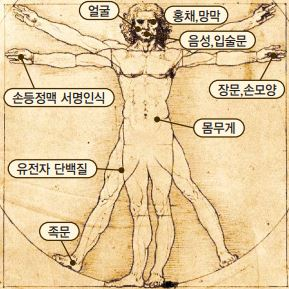 얼굴
홍채,망막
음성,입술문
손등정맥 서명인식
장문,손모양
몸무게
유전자 단백질
족문